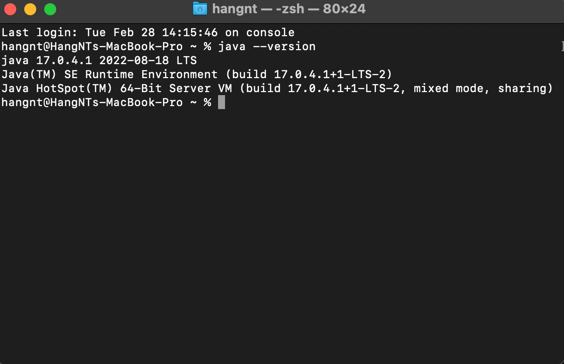 hangnt — -zsh — 80×24
Last login: Tue Feb 28 14:15:46 on console
hangnt@HangNTs-MacBook-Pro ~ % java --version
java 17.0.4.1 2022-08-18 LTS
Java(TM) SE Runtime Environment (build 17.0.4.1+1-LTS-2)
Java HotSpot(TM) 64-Bit Server VM (build 17.0.4.1+1-LTS-2, mixed mode, sharing)
hangnt@HangNTs-MacBook-Pro ~ %